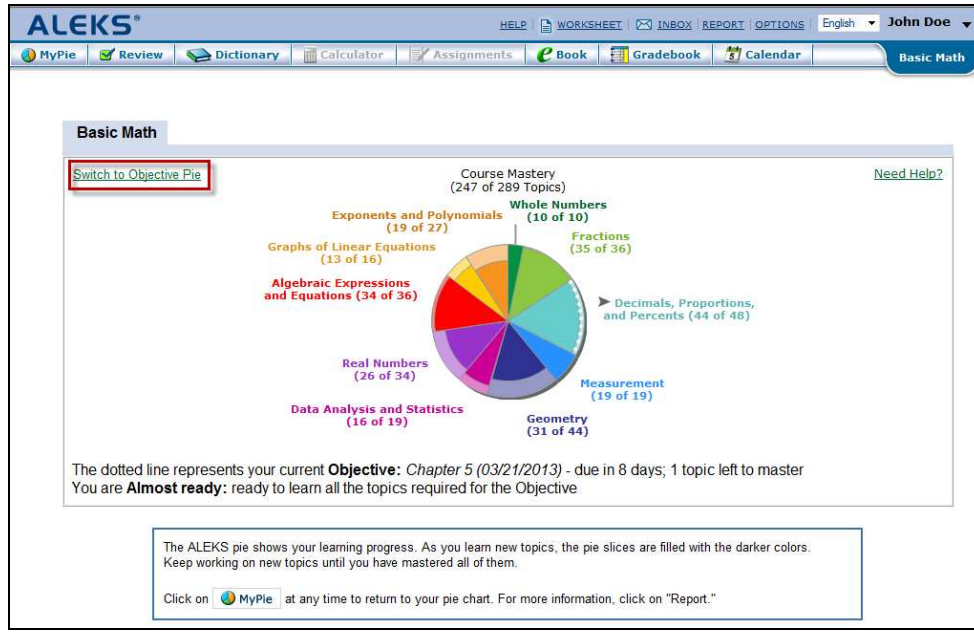 ALEKS®
HELP | WORKSHEET | INBOX | REPORT | OPTIONS | English John Doe
MyPie Review Dictionary Calculator Assignments eBook Gradebook Calendar Basic Math
Basic Math
Switch to Objective Pie
Need Help?
Course Mastery
(247 of 289 Topics)
Whole Numbers
(10 of 10)
Fractions
(35 of 36)
Decimals, Proportions,
and Percents (44 of 48)
Measurement
(19 of 19)
Geometry
(31 of 44)
Data Analysis and Statistics
(16 of 19)
Real Numbers
(26 of 34)
Algebraic Expressions
and Equations (34 of 36)
Graphs of Linear Equations
(13 of 16)
Exponents and Polynomials
(19 of 27)
The dotted line represents your current Objective: Chapter 5 (03/21/2013) - due in 8 days; 1 topic left to master
You are Almost ready: ready to learn all the topics required for the Objective
The ALEKS pie shows your learning progress. As you learn new topics, the pie slices are filled with the darker colors.
Keep working on new topics until you have mastered all of them.
Click on MyPie at any time to return to your pie chart. For more information, click on "Report."